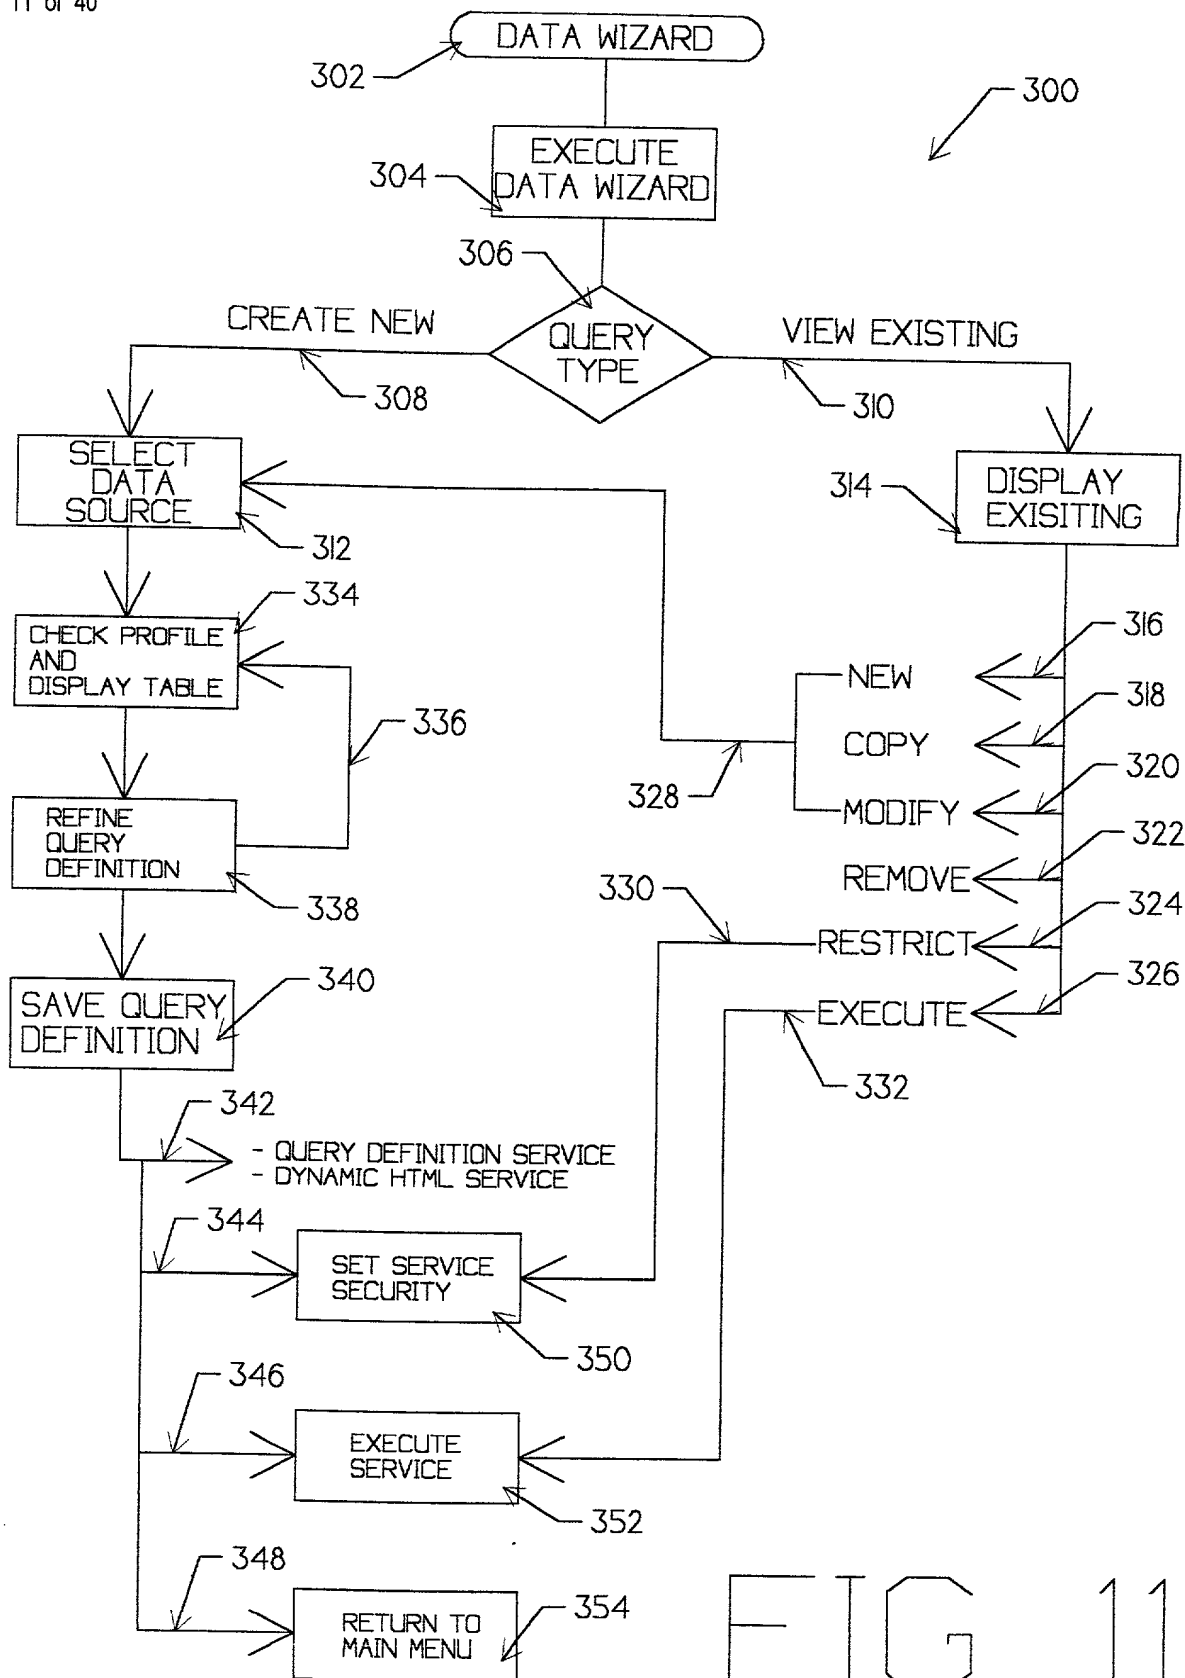 11 of 40
DATA WIZARD
302
300
EXECUTE
DATA WIZARD
304
306
QUERY
TYPE
CREATE NEW
VIEW EXISTING
308
310
SELECT
DATA
SOURCE
312
314
DISPLAY
EXISITING
334
CHECK PROFILE
AND
DISPLAY TABLE
316
NEW
318
COPY
336
328
320
MODIFY
REFINE
QUERY
DEFINITION
322
REMOVE
338
330
324
RESTRICT
340
SAVE QUERY
DEFINITION
326
EXECUTE
332
342
- QUERY DEFINITION SERVICE
- DYNAMIC HTML SERVICE
344
SET SERVICE
SECURITY
350
346
EXECUTE
SERVICE
352
348
RETURN TO
MAIN MENU
354
FIG 11